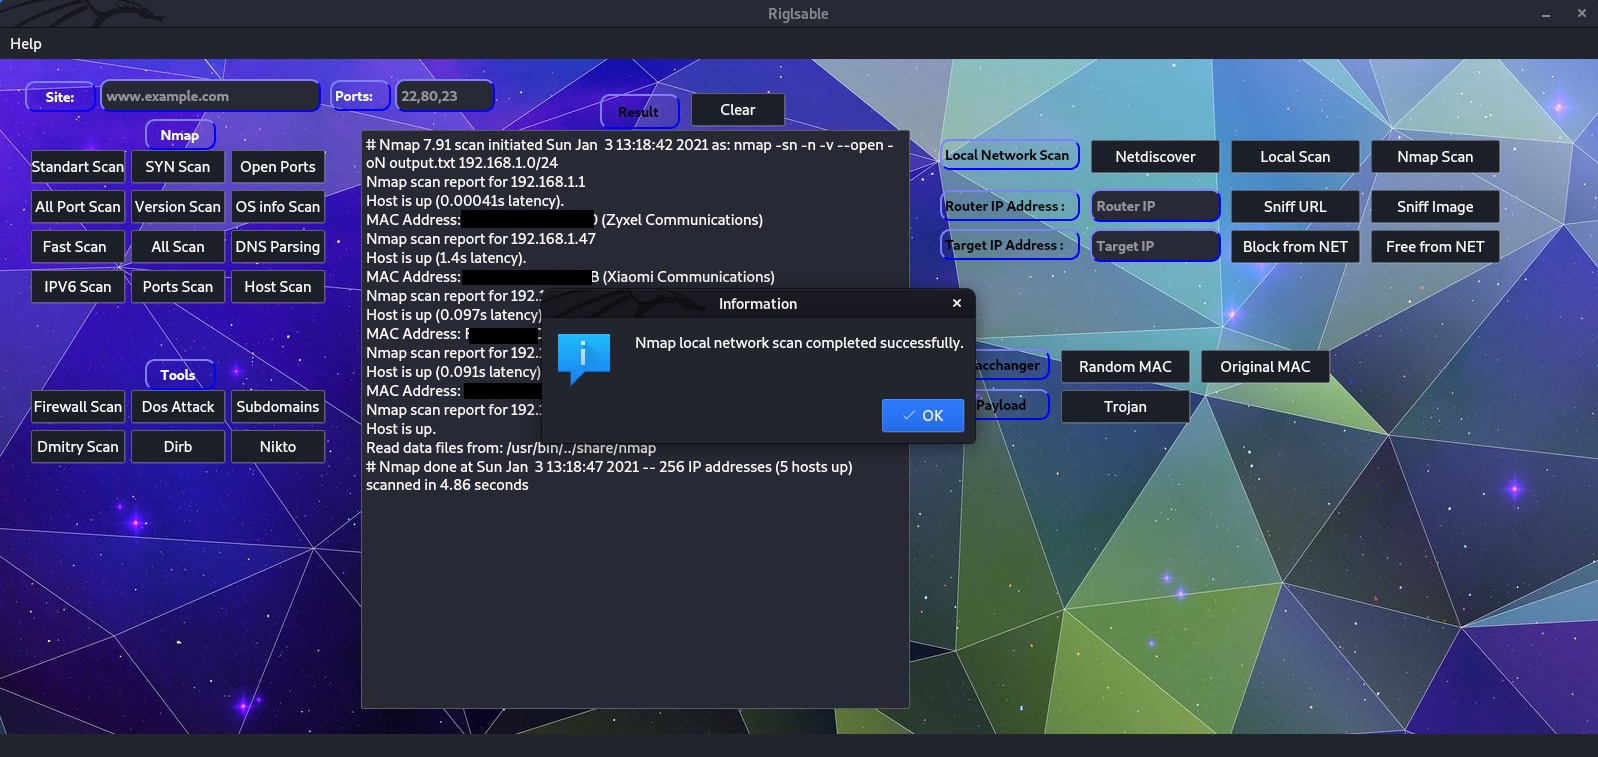 Riglsable
Help
Site:
www.example.com
Ports:
22,80,23
Result
Clear
Nmap
Standart Scan
SYN Scan
Open Ports
All Port Scan
Version Scan
OS info Scan
Fast Scan
All Scan
DNS Parsing
IPV6 Scan
Ports Scan
Host Scan
Tools
Firewall Scan
Dos Attack
Subdomains
Dmitry Scan
Dirb
Nikto
# Nmap 7.91 scan initiated Sun Jan  3 13:18:42 2021 as: nmap -sn -n -v --open -
oN output.txt 192.168.1.0/24
Nmap scan report for 192.168.1.1
Host is up (0.00041s latency).
MAC Address: (Zyxel Communications)
Nmap scan report for 192.168.1.47
Host is up (1.4s latency).
MAC Address: (Xiaomi Communications)
Nmap scan report for 192.
Host is up (0.097s latency)
MAC Address:
Nmap scan report for 192.
Host is up (0.091s latency)
MAC Address:
Nmap scan report for 192.
Host is up.
Read data files from: /usr/bin/../share/nmap
# Nmap done at Sun Jan  3 13:18:47 2021 -- 256 IP addresses (5 hosts up)
scanned in 4.86 seconds
Information
Nmap local network scan completed successfully.
OK
Local Network Scan
Netdiscover
Local Scan
Nmap Scan
Router IP Address :
Router IP
Sniff URL
Sniff Image
Target IP Address :
Target IP
Block from NET
Free from NET
acchanger
Random MAC
Original MAC
Payload
Trojan